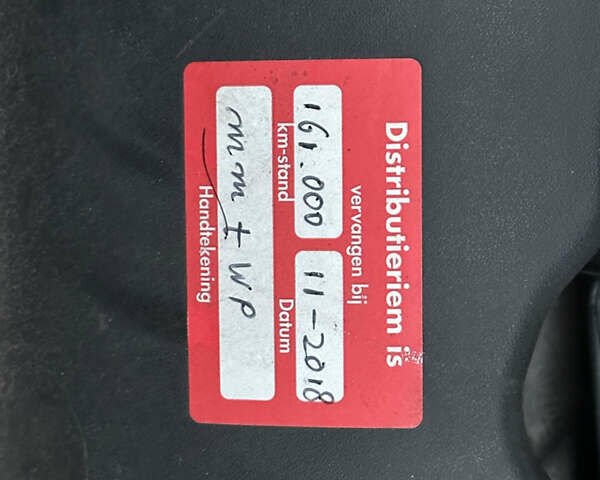 Distributieriem is
vervangen bij
161.000 11-2018
km-stand Datum
mm + WP
Handtekening